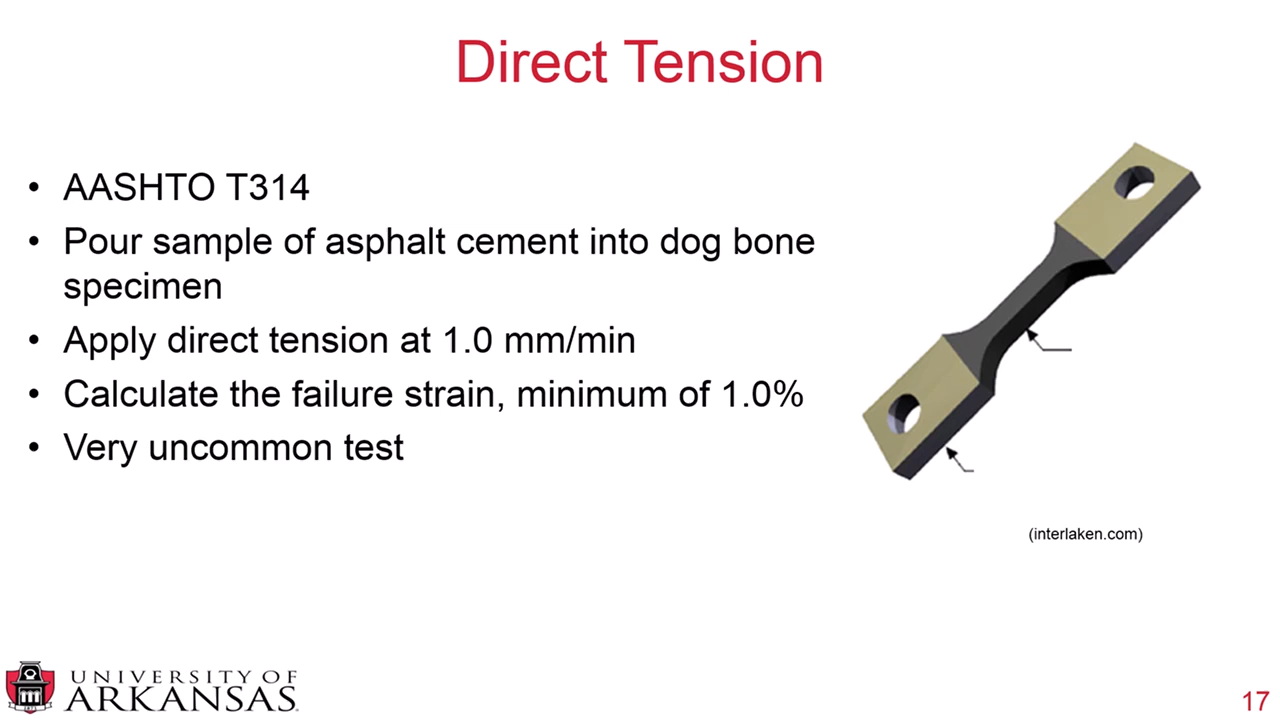 Direct Tension
• AASHTO T314
• Pour sample of asphalt cement into dog bone
specimen
• Apply direct tension at 1.0 mm/min
• Calculate the failure strain, minimum of 1.0%
• Very uncommon test
(interlaken.com)
UNIVERSITY OF
ARKANSAS
17